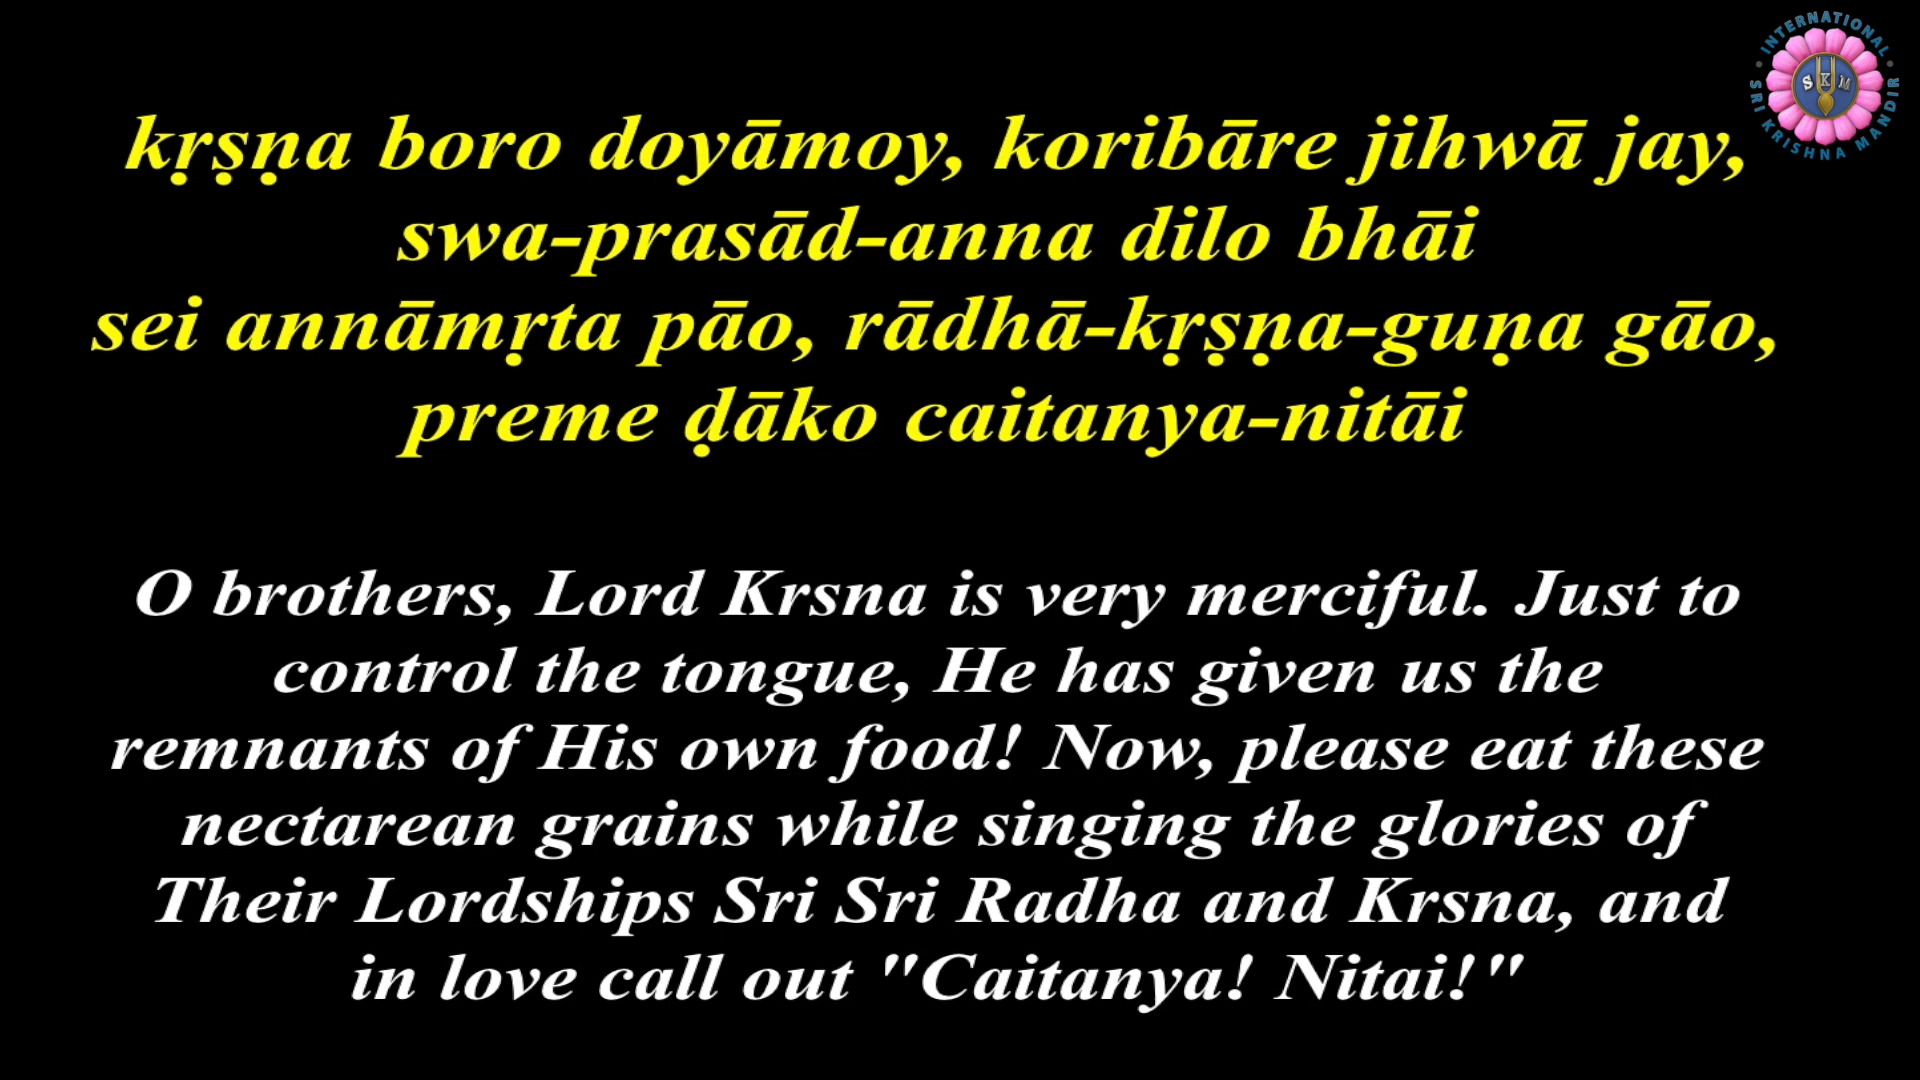 kṛṣṇa boro doyāmoy, koribāre jihwā jay,
swa-prasād-anna dilo bhāi
sei annāmṛta pāo, rādhā-kṛṣṇa-guṇa gāo,
preme ḍāko caitanya-nitāi
O brothers, Lord Krsna is very merciful. Just to
control the tongue, He has given us the
remnants of His own food! Now, please eat these
nectarean grains while singing the glories of
Their Lordships Sri Sri Radha and Krsna, and
in love call out "Caitanya! Nitai!"
INTERNATIONAL
SRI KRISHNA MANDIR
SKM